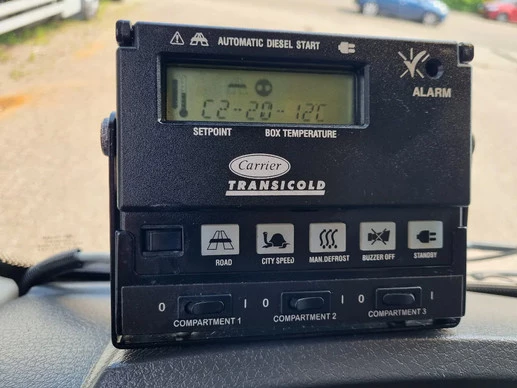 AUTOMATIC DIESEL START
ALARM
C2-20--12C
SETPOINT BOX TEMPERATURE
Carrier
TRANSICOLD
ROAD CITY SPEED MAN.DEFROST BUZZER OFF STANDBY
0 I 0 I 0 I
COMPARTMENT 1 COMPARTMENT 2 COMPARTMENT 3